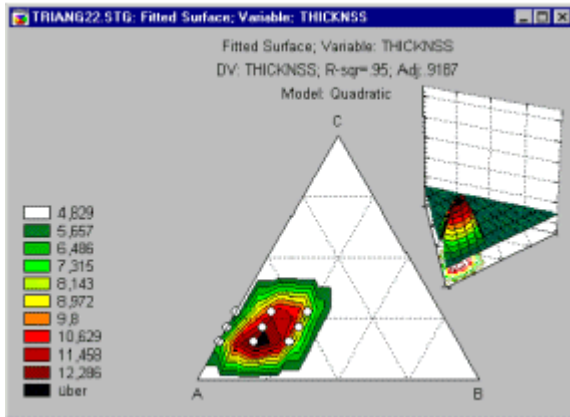 TRIANG22.STG: Fitted Surface; Variable: THICKNSS
Fitted Surface; Variable: THICKNSS
DV: THICKNSS; R-sqr=.95; Adj:.9187
Model: Quadratic
C
4,829
5,657
6,486
7,315
8,143
8,972
9,8
10,629
11,458
12,286
über
A
B